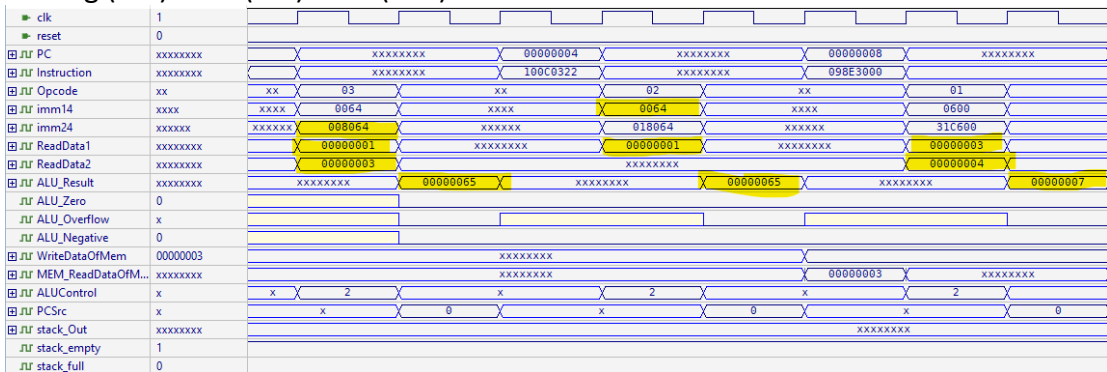 clk 1
reset 0
PC xxxxxxxx xxxxxxxx 00000004 xxxxxxxx 00000008 xxxxxxxx
Instruction xxxxxxxx xxxxxxxx 100C0322 xxxxxxxx 098E3000
Opcode xx xx 03 xx 02 xx 01
imm14 xxxx xxxx 0064 xxxx 0064 xxxx 0600
imm24 xxxxxx xxxxxx 008064 xxxxxx 018064 xxxxxx 31C600
ReadData1 xxxxxxxx 00000001 xxxxxxxx 00000001 xxxxxxxx 00000003
ReadData2 xxxxxxxx 00000003 xxxxxxxx 00000004
ALU_Result xxxxxxxx xxxxxxxx 00000065 xxxxxxxx 00000065 xxxxxxxx 00000007
ALU_Zero 0
ALU_Overflow x
ALU_Negative 0
WriteDataOfMem 00000003 xxxxxxxx
MEM_ReadDataOfM... xxxxxxxx xxxxxxxx 00000003 xxxxxxxx
ALUControl x x 2 x 2 x 2
PCSrc x x 0 x 0 x 0
stack_Out xxxxxxxx xxxxxxxx
stack_empty 1
stack_full 0